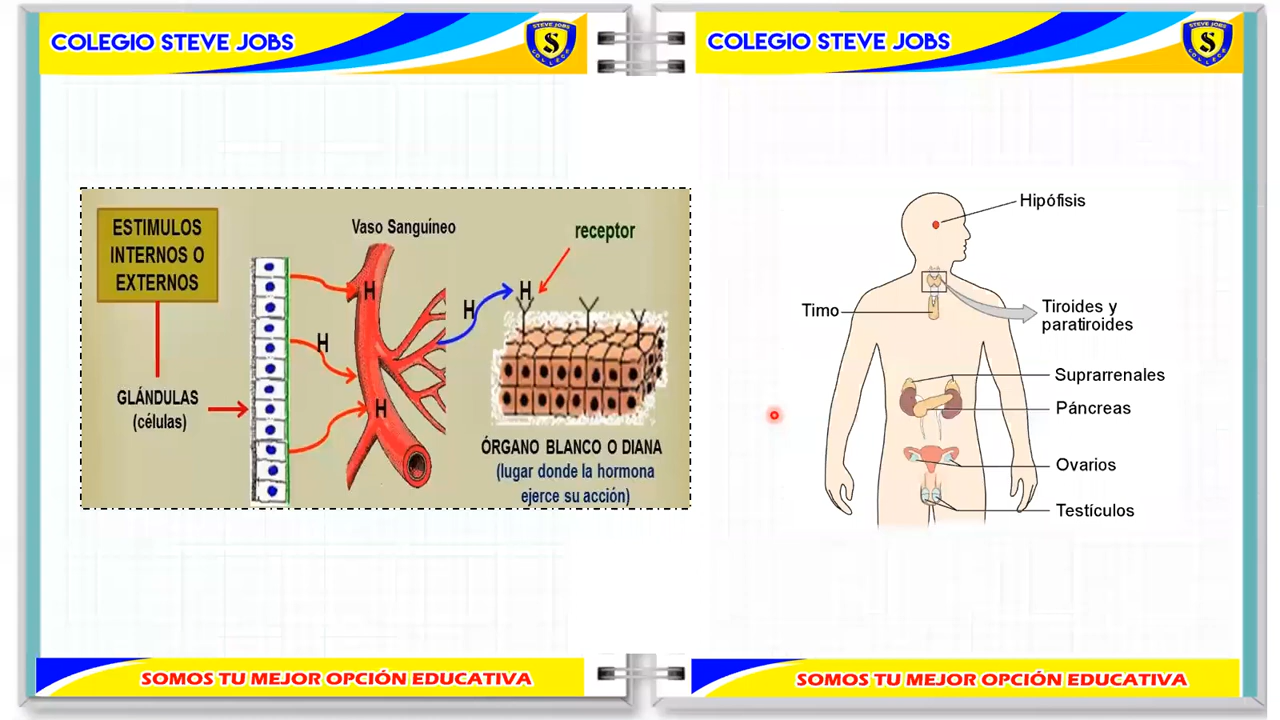 COLEGIO STEVE JOBS
S
COLLEGE
ESTIMULOS
INTERNOS O
EXTERNOS
GLÁNDULAS
(células)
Vaso Sanguíneo
H
H
H
H
H
receptor
ÓRGANO BLANCO O DIANA
(lugar donde la hormona
ejerce su acción)
SOMOS TU MEJOR OPCIÓN EDUCATIVA
COLEGIO STEVE JOBS
S
COLLEGE
Hipófisis
Timo
Tiroides y
paratiroides
Suprarrenales
Páncreas
Ovarios
Testículos
SOMOS TU MEJOR OPCIÓN EDUCATIVA